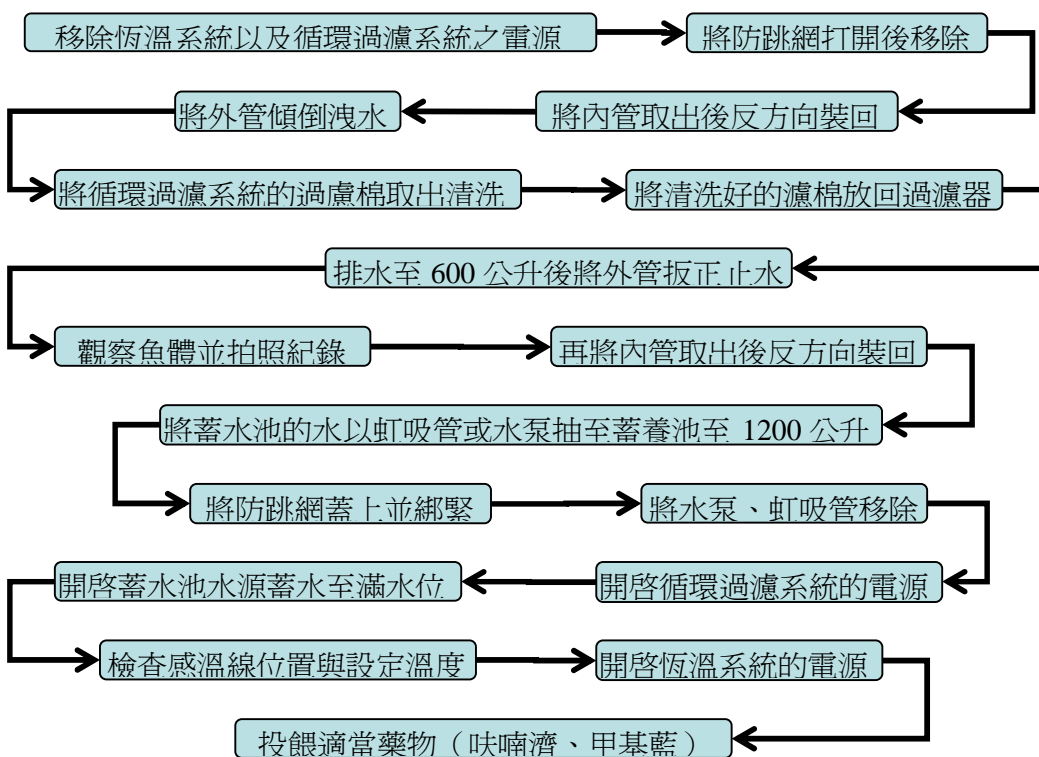 移除恆溫系統以及循環過濾系統之電源
將防跳網打開後移除
將內管取出後反方向裝回
將外管傾倒洩水
將循環過濾系統的過慮棉取出清洗
將清洗好的濾棉放回過濾器
排水至 600 公升後將外管扳正止水
觀察魚體並拍照紀錄
再將內管取出後反方向裝回
將蓄水池的水以虹吸管或水泵抽至蓄養池至 1200 公升
將防跳網蓋上並綁緊
將水泵、虹吸管移除
開啓循環過濾系統的電源
開啓蓄水池水源蓄水至滿水位
檢查感溫線位置與設定溫度
開啓恆溫系統的電源
投餵適當藥物（呋喃濟、甲基藍）